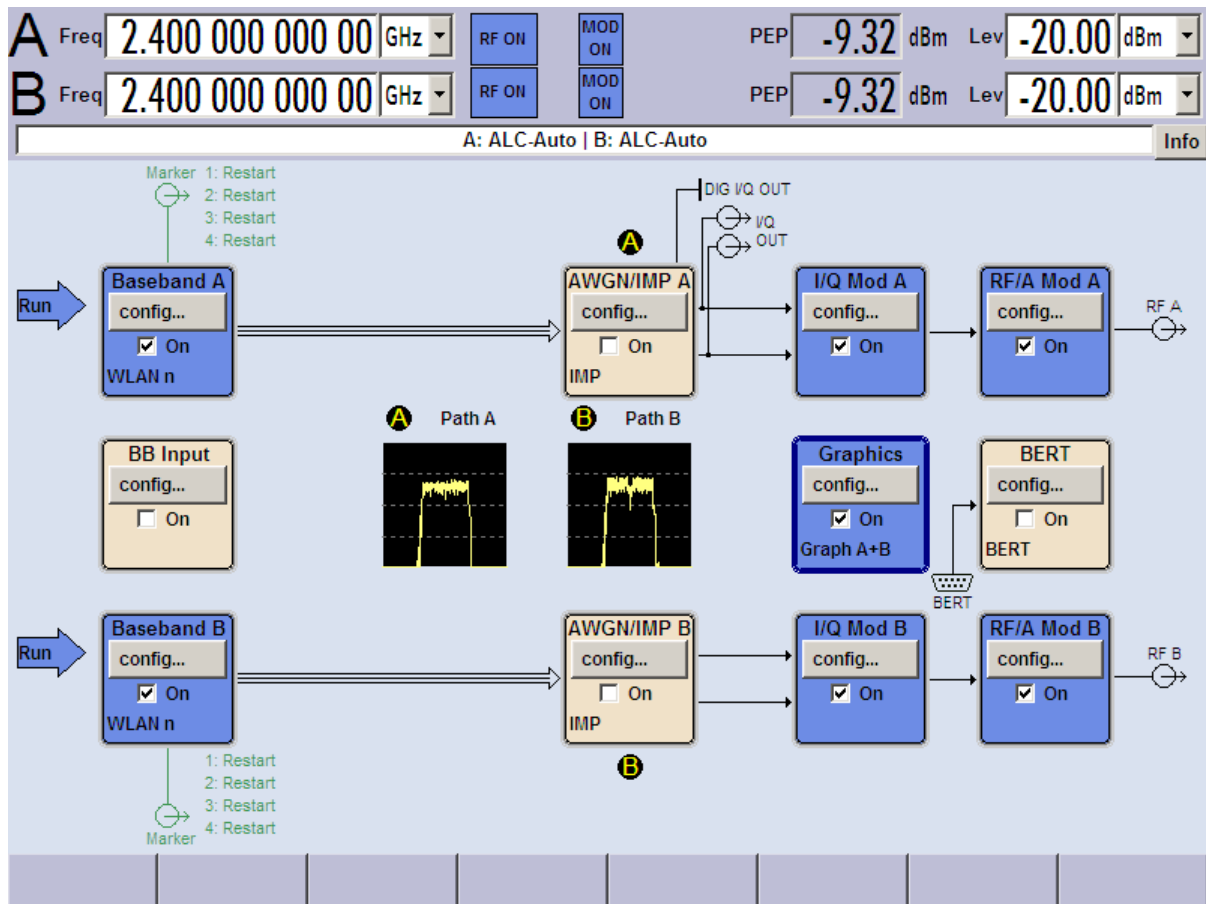 A Freq 2.400 000 000 00 GHz RF ON MOD ON PEP -9.32 dBm Lev -20.00 dBm
B Freq 2.400 000 000 00 GHz RF ON MOD ON PEP -9.32 dBm Lev -20.00 dBm
A: ALC-Auto | B: ALC-Auto Info
Marker 1: Restart
2: Restart
3: Restart
4: Restart
DIG I/Q OUT
I/Q
OUT
A
Run
Baseband A
config...
On
WLAN n
AWGN/IMP A
config...
On
IMP
I/Q Mod A
config...
On
RF/A Mod A
config...
On
RF A
A Path A
B Path B
BB Input
config...
On
Graphics
config...
On
Graph A+B
BERT
config...
On
BERT
BERT
Run
Baseband B
config...
On
WLAN n
AWGN/IMP B
config...
On
IMP
I/Q Mod B
config...
On
RF/A Mod B
config...
On
RF B
B
1: Restart
2: Restart
3: Restart
Marker 4: Restart